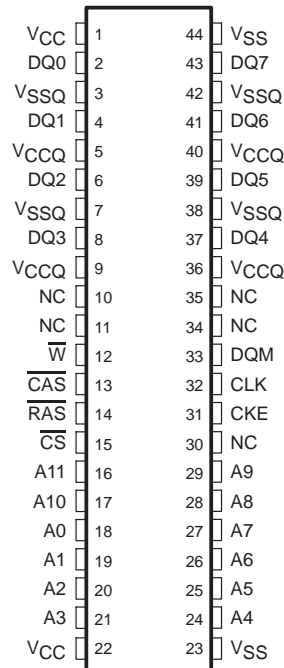 VCC 1 44 VSS
DQ0 2 43 DQ7
VSSQ 3 42 VSSQ
DQ1 4 41 DQ6
VCCQ 5 40 VCCQ
DQ2 6 39 DQ5
VSSQ 7 38 VSSQ
DQ3 8 37 DQ4
VCCQ 9 36 VCCQ
NC 10 35 NC
NC 11 34 NC
W̅ 12 33 DQM
C̅A̅S̅ 13 32 CLK
R̅A̅S̅ 14 31 CKE
C̅S̅ 15 30 NC
A11 16 29 A9
A10 17 28 A8
A0 18 27 A7
A1 19 26 A6
A2 20 25 A5
A3 21 24 A4
VCC 22 23 VSS